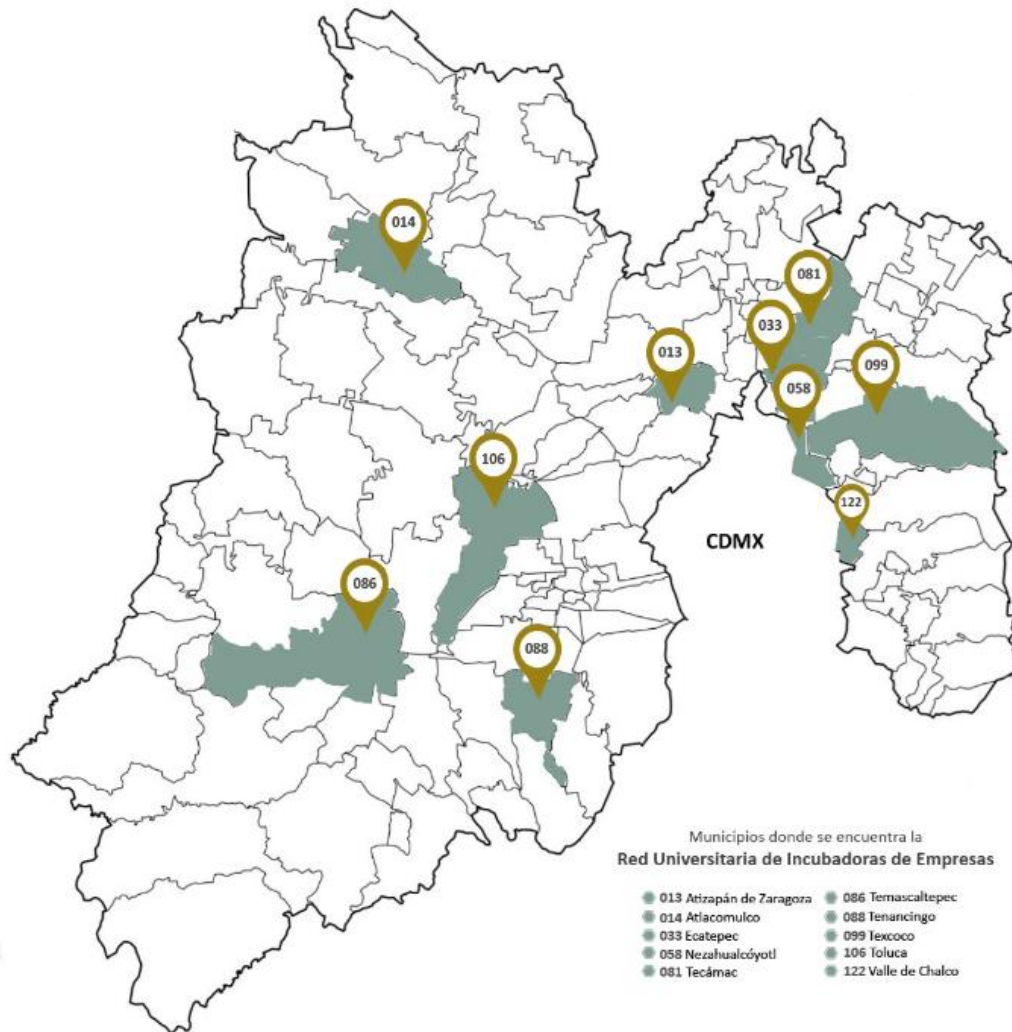 014
081
033
013
099
058
106
122
CDMX
086
088
Municipios donde se encuentra la
Red Universitaria de Incubadoras de Empresas
013 Atizapán de Zaragoza
014 Atlacomulco
033 Ecatepec
058 Nezahualcóyotl
081 Tecámac
086 Temascaltepec
088 Tenancingo
099 Texcoco
106 Toluca
122 Valle de Chalco